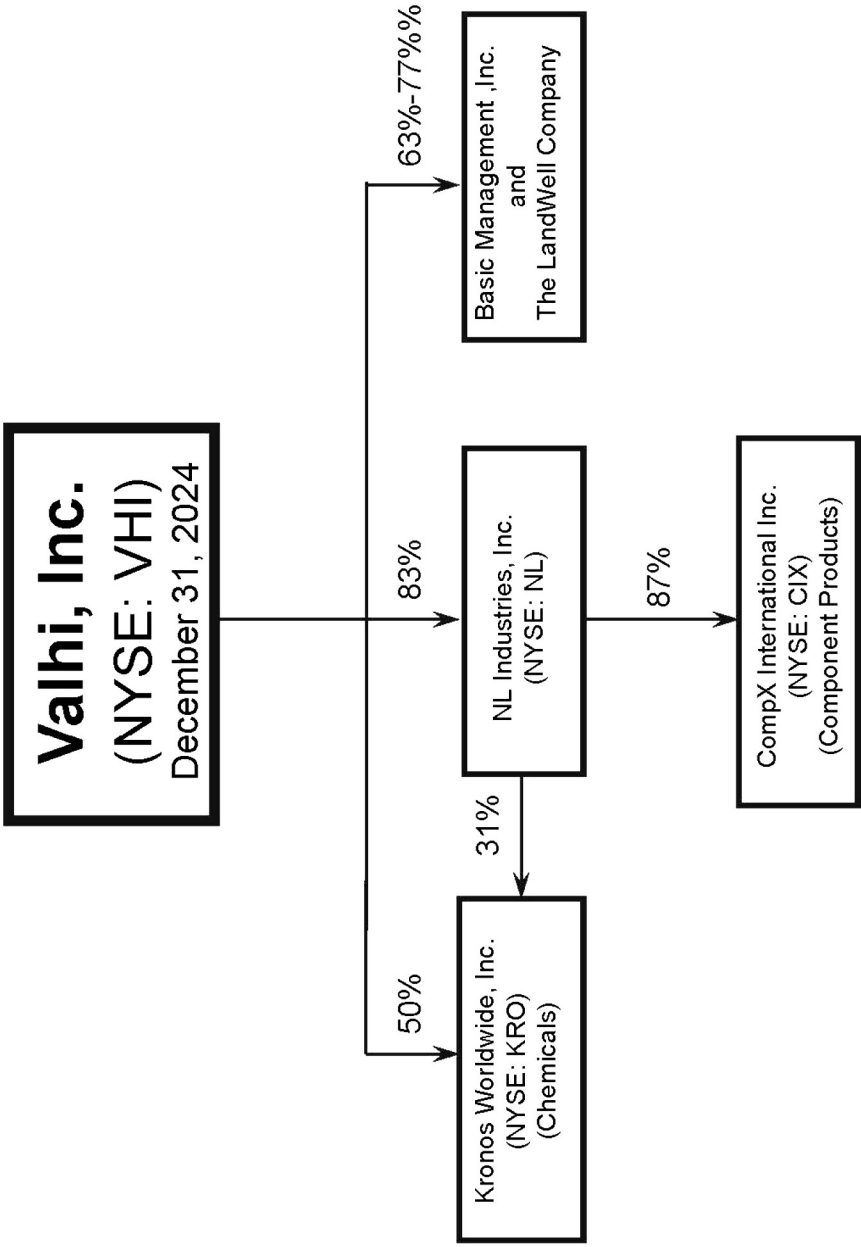 Valhi, Inc.
(NYSE: VHI)
December 31, 2024
50%
83%
63%-77%%
Kronos Worldwide, Inc.
(NYSE: KRO)
(Chemicals)
31%
NL Industries, Inc.
(NYSE: NL)
Basic Management ,Inc.
and
The LandWell Company
87%
CompX International Inc.
(NYSE: CIX)
(Component Products)